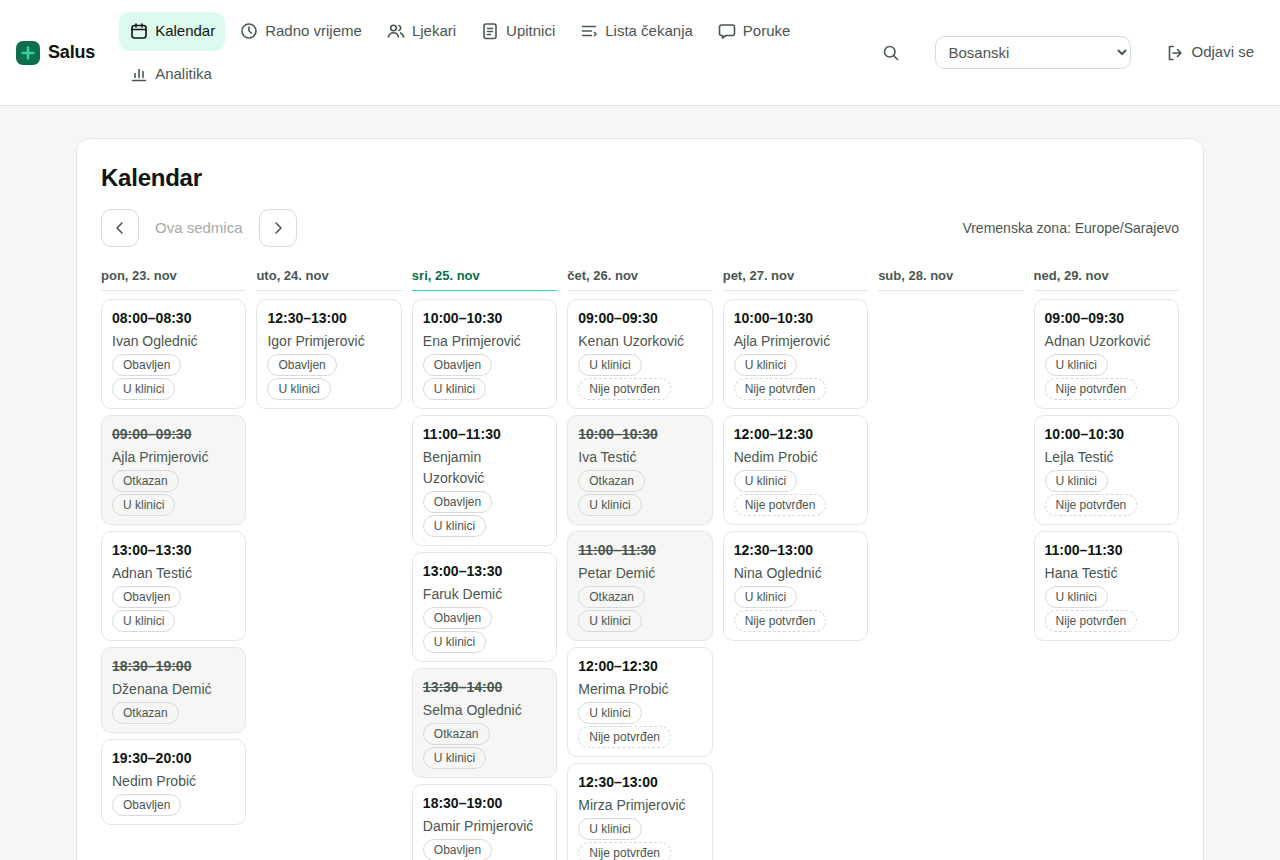 Salus
Kalendar
Radno vrijeme
Ljekari
Upitnici
Lista čekanja
Poruke
Analitika
Bosanski
Odjavi se
Kalendar
Ova sedmica
Vremenska zona: Europe/Sarajevo
pon, 23. nov
08:00–08:30
Ivan Oglednić
Obavljen
U klinici
09:00–09:30
Ajla Primjerović
Otkazan
U klinici
13:00–13:30
Adnan Testić
Obavljen
U klinici
18:30–19:00
Dženana Demić
Otkazan
19:30–20:00
Nedim Probić
Obavljen
uto, 24. nov
12:30–13:00
Igor Primjerović
Obavljen
U klinici
sri, 25. nov
10:00–10:30
Ena Primjerović
Obavljen
U klinici
11:00–11:30
Benjamin
Uzorković
Obavljen
U klinici
13:00–13:30
Faruk Demić
Obavljen
U klinici
13:30–14:00
Selma Oglednić
Otkazan
U klinici
18:30–19:00
Damir Primjerović
Obavljen
čet, 26. nov
09:00–09:30
Kenan Uzorković
U klinici
Nije potvrđen
10:00–10:30
Iva Testić
Otkazan
U klinici
11:00–11:30
Petar Demić
Otkazan
U klinici
12:00–12:30
Merima Probić
U klinici
Nije potvrđen
12:30–13:00
Mirza Primjerović
U klinici
Nije potvrđen
pet, 27. nov
10:00–10:30
Ajla Primjerović
U klinici
Nije potvrđen
12:00–12:30
Nedim Probić
U klinici
Nije potvrđen
12:30–13:00
Nina Oglednić
U klinici
Nije potvrđen
sub, 28. nov
ned, 29. nov
09:00–09:30
Adnan Uzorković
U klinici
Nije potvrđen
10:00–10:30
Lejla Testić
U klinici
Nije potvrđen
11:00–11:30
Hana Testić
U klinici
Nije potvrđen